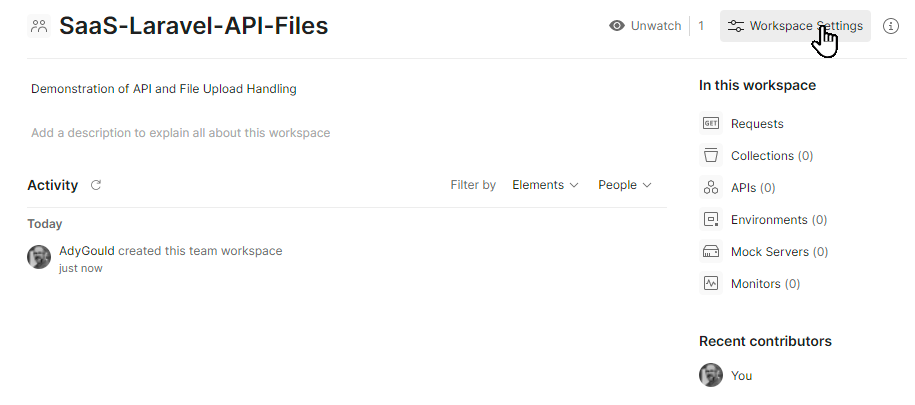 SaaS-Laravel-API-Files
Unwatch 1 Workspace Settings
Demonstration of API and File Upload Handling
Add a description to explain all about this workspace
Activity
Filter by Elements People
Today
AdyGould created this team workspace
just now
In this workspace
GET Requests
Collections (0)
APIs (0)
Environments (0)
Mock Servers (0)
Monitors (0)
Recent contributors
You